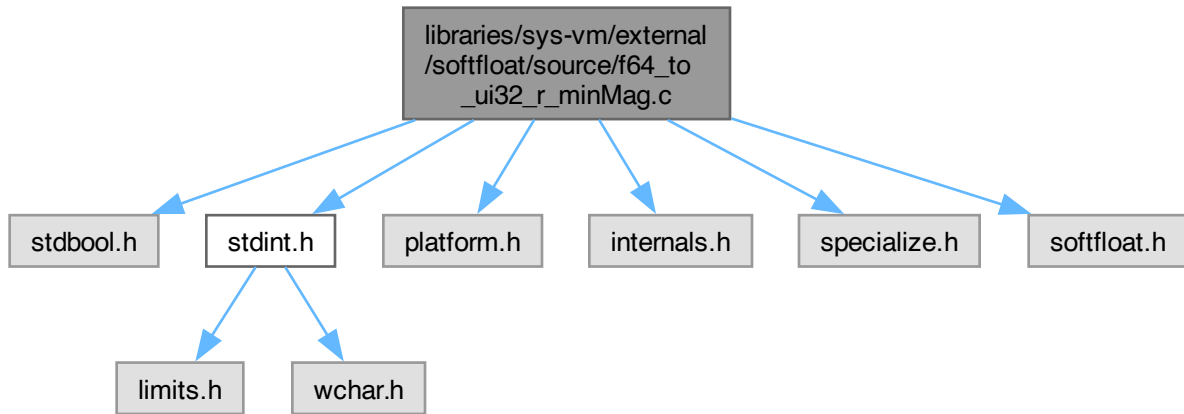 libraries/sys-vm/external
/softfloat/source/f64_to
_ui32_r_minMag.c
stdbool.h
stdint.h
platform.h
internals.h
specialize.h
softfloat.h
limits.h
wchar.h